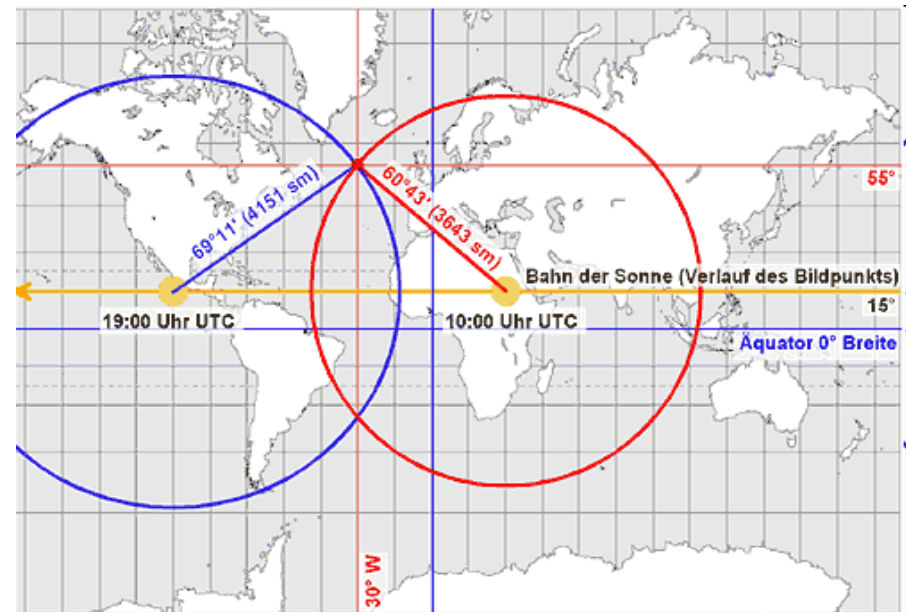 55°
69°11' (4151 sm)
60°43' (3643 sm)
Bahn der Sonne (Verlauf des Bildpunkts)
15°
19:00 Uhr UTC
10:00 Uhr UTC
Äquator 0° Breite
30° W